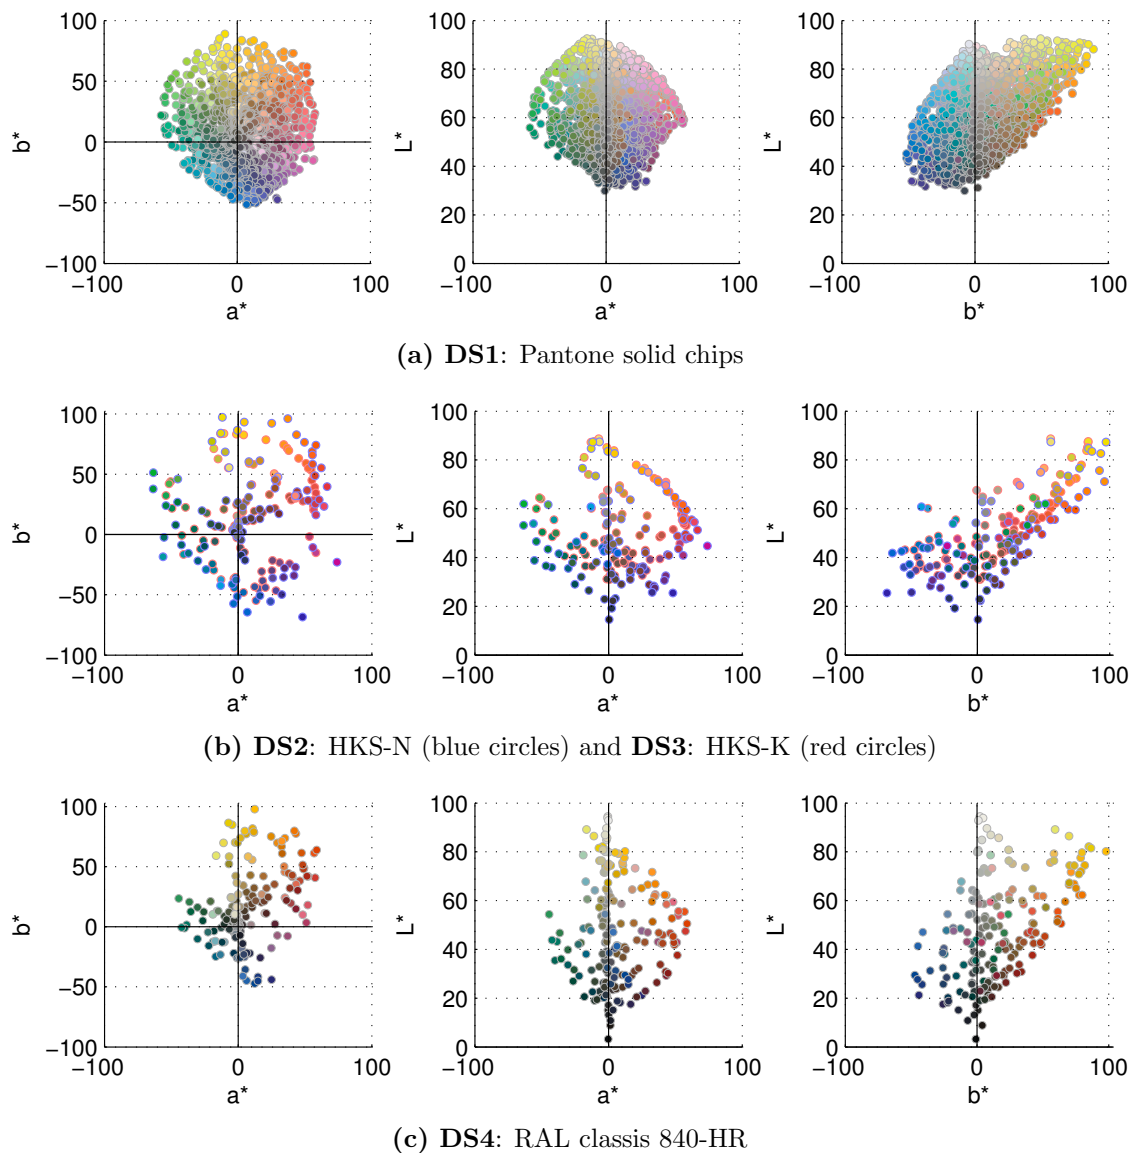 100
50
0
−50
−100
b*
−100 0 100
a*
100
80
60
40
20
0
L*
−100 0 100
a*
100
80
60
40
20
0
L*
−100 0 100
b*
(a) DS1: Pantone solid chips
100
50
0
−50
−100
b*
−100 0 100
a*
100
80
60
40
20
0
L*
−100 0 100
a*
100
80
60
40
20
0
L*
−100 0 100
b*
(b) DS2: HKS-N (blue circles) and DS3: HKS-K (red circles)
100
50
0
−50
−100
b*
−100 0 100
a*
100
80
60
40
20
0
L*
−100 0 100
a*
100
80
60
40
20
0
L*
−100 0 100
b*
(c) DS4: RAL classis 840-HR